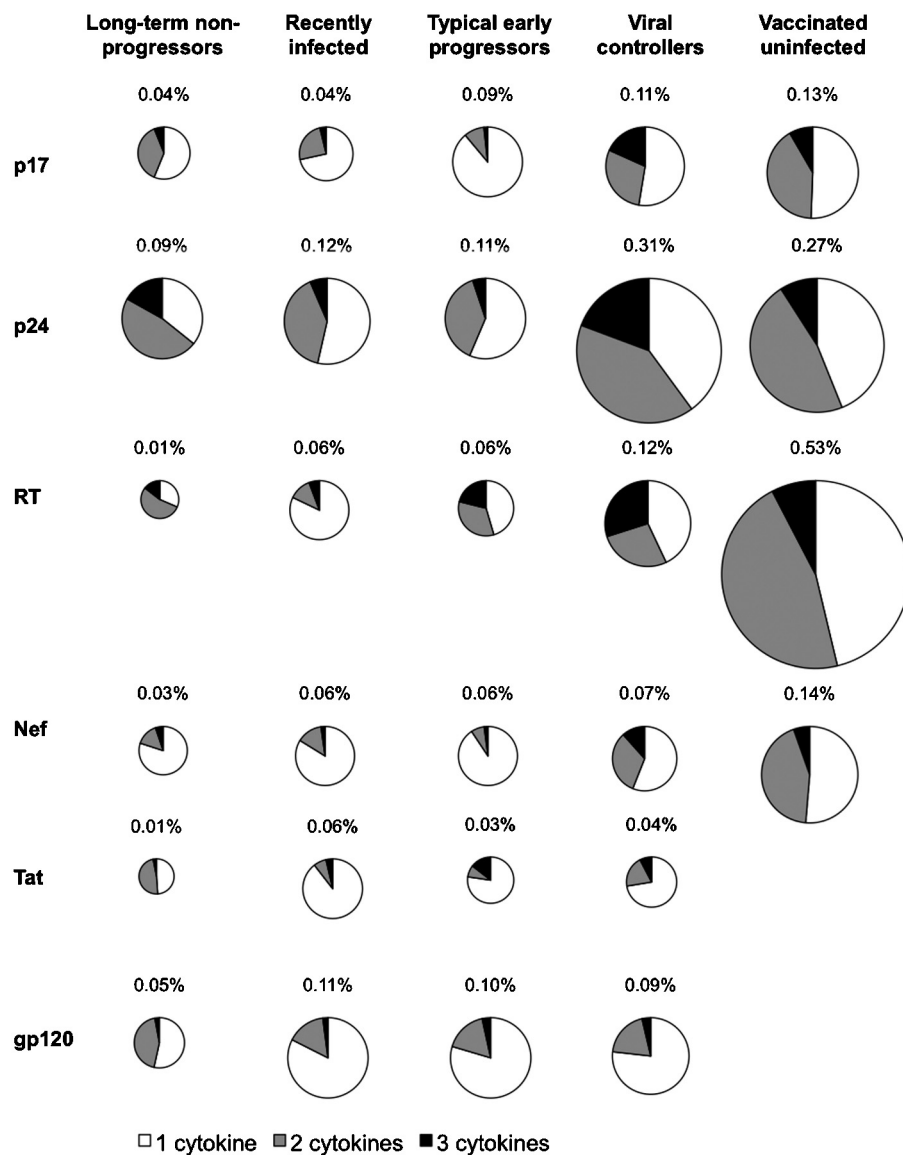 Long-term non-progressors Recently infected Typical early progressors Viral controllers Vaccinated uninfected
0.04% 0.04% 0.09% 0.11% 0.13%
p17
0.09% 0.12% 0.11% 0.31% 0.27%
p24
0.01% 0.06% 0.06% 0.12% 0.53%
RT
0.03% 0.06% 0.06% 0.07% 0.14%
Nef
0.01% 0.06% 0.03% 0.04%
Tat
0.05% 0.11% 0.10% 0.09%
gp120
1 cytokine 2 cytokines 3 cytokines